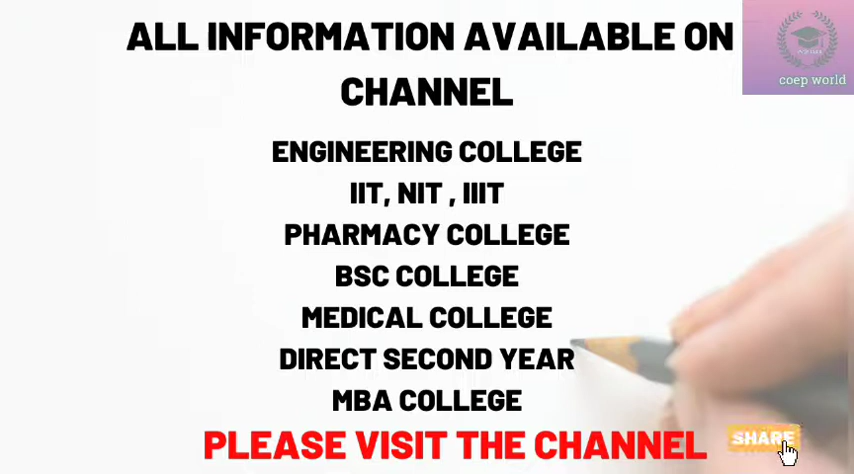 ALL INFORMATION AVAILABLE ON
CHANNEL
ENGINEERING COLLEGE
IIT, NIT , IIIT
PHARMACY COLLEGE
BSC COLLEGE
MEDICAL COLLEGE
DIRECT SECOND YEAR
MBA COLLEGE
PLEASE VISIT THE CHANNEL
SHARE
coep world